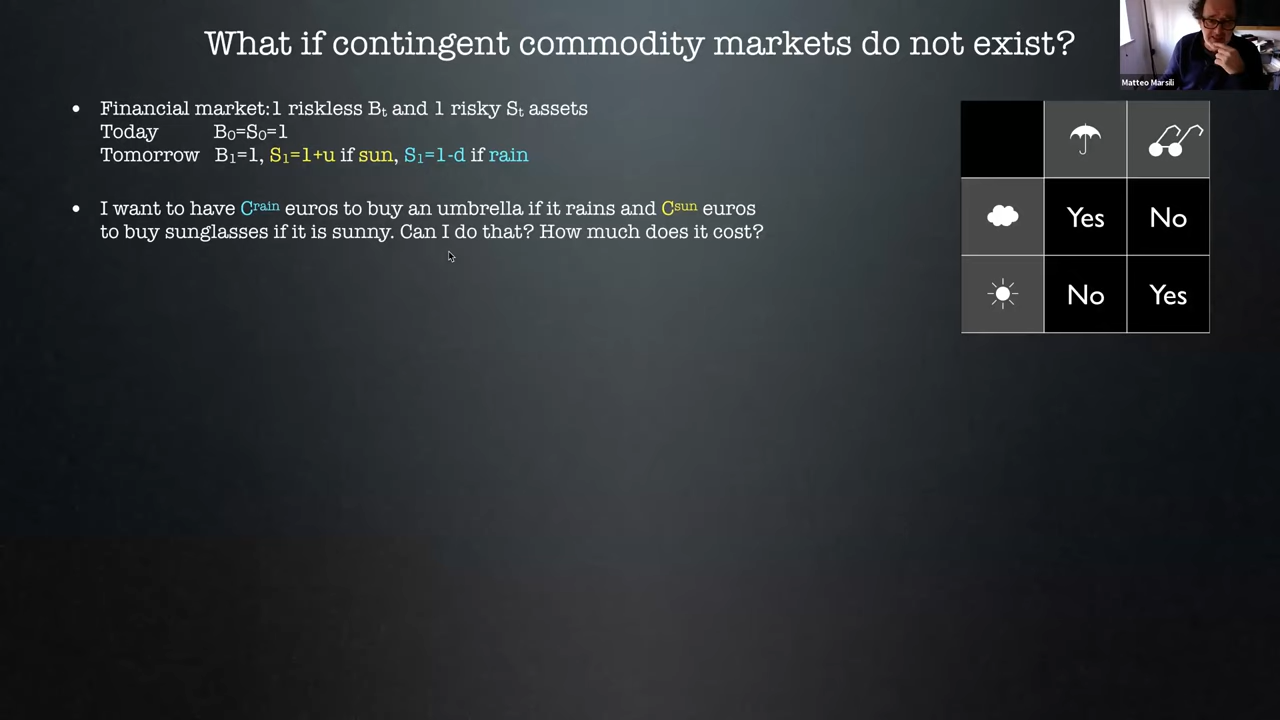 What if contingent commodity markets do not exist?
Matteo Marsili
• Financial market:1 riskless Bt and 1 risky St assets
Today B0=S0=1
Tomorrow B1=1, S1=1+u if sun, S1=1-d if rain
• I want to have Crain euros to buy an umbrella if it rains and Csun euros
to buy sunglasses if it is sunny. Can I do that? How much does it cost?
Yes No
No Yes